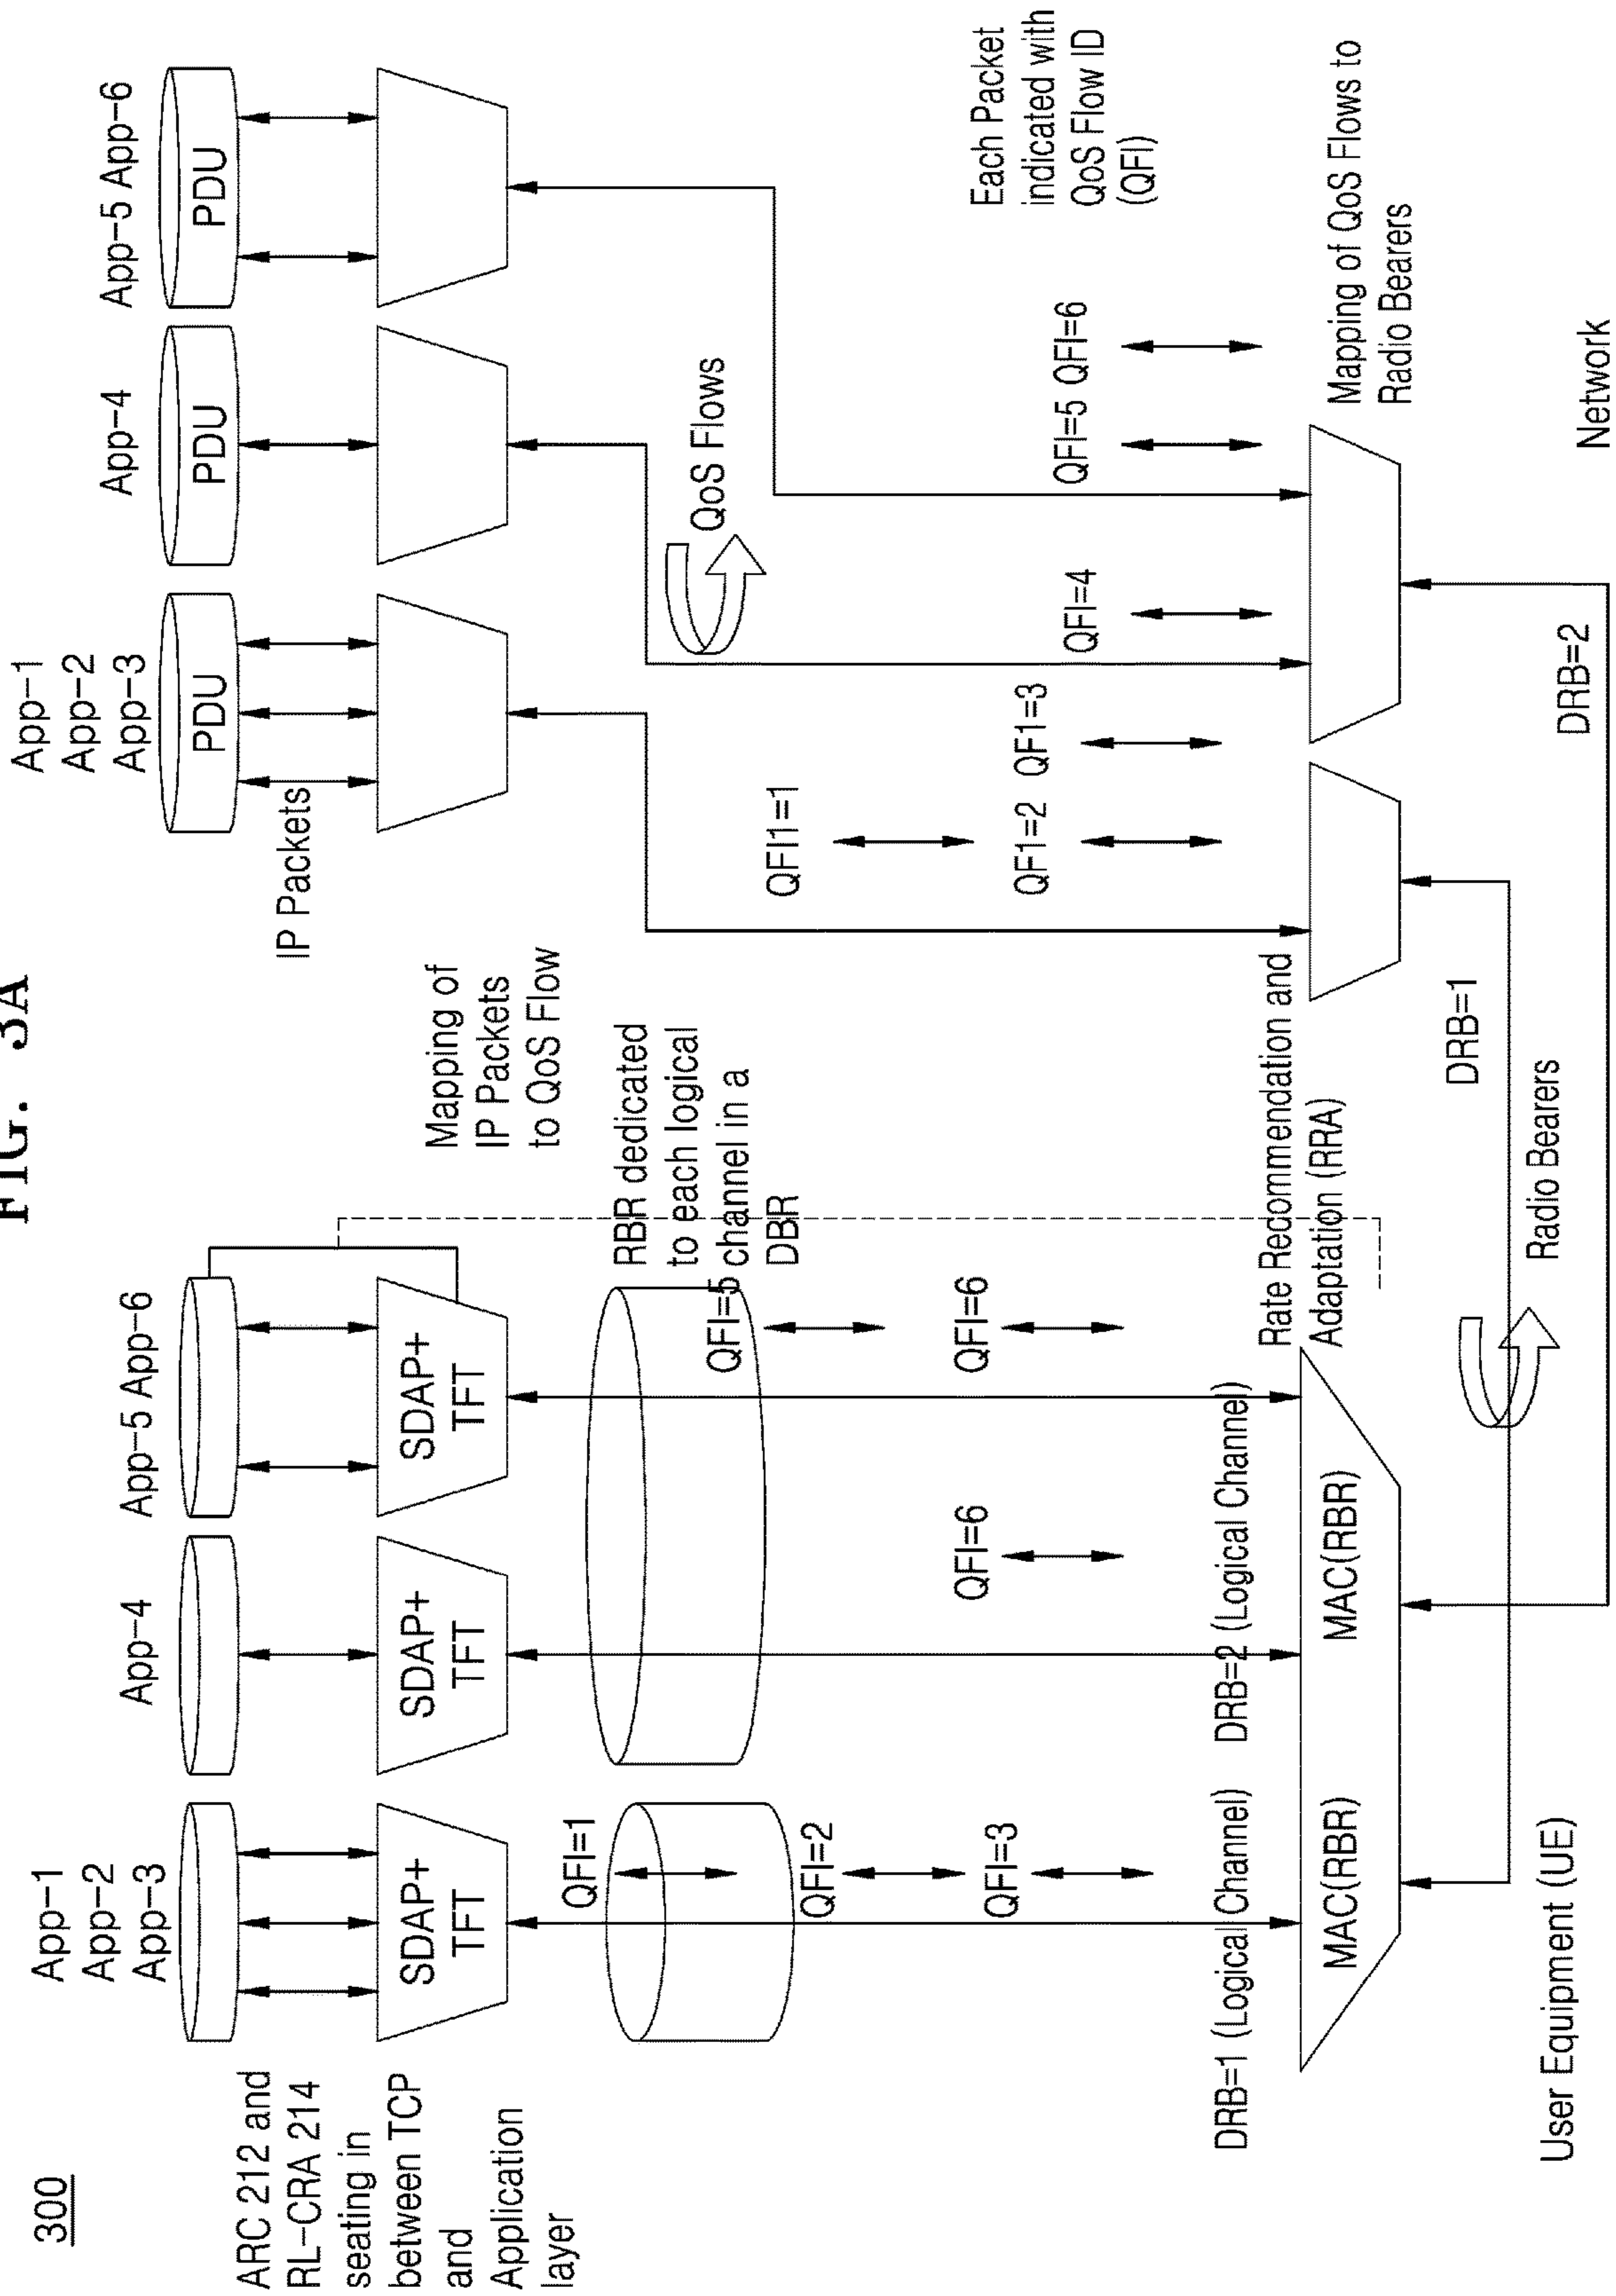 FIG. 3A
300
App-1
App-2
App-3
App-4
App-5 App-6
ARC 212 and
RL-CRA 214
seating in
between TCP
and
Application
layer
SDAP+
TFT
SDAP+
TFT
SDAP+
TFT
QFI=1
QFI=2
QFI=3
QFI=6
QFI=5
QFI=6
RBR dedicated
to each logical
channel in a
DBR
DRB=1 (Logical Channel)
DRB=2 (Logical Channel)
MAC(RBR)
MAC(RBR)
Rate Recommendation and
Adaptation (RRA)
User Equipment (UE)
Mapping of
IP Packets
to QoS Flow
IP Packets
App-1
App-2
App-3
App-4
App-5 App-6
PDU
PDU
PDU
QoS Flows
QFI1=1
QF1=2 QF1=3
QFI=4
QFI=5 QFI=6
Each Packet
indicated with
QoS Flow ID
(QFI)
Mapping of QoS Flows to
Radio Bearers
DRB=1
DRB=2
Radio Bearers
Network